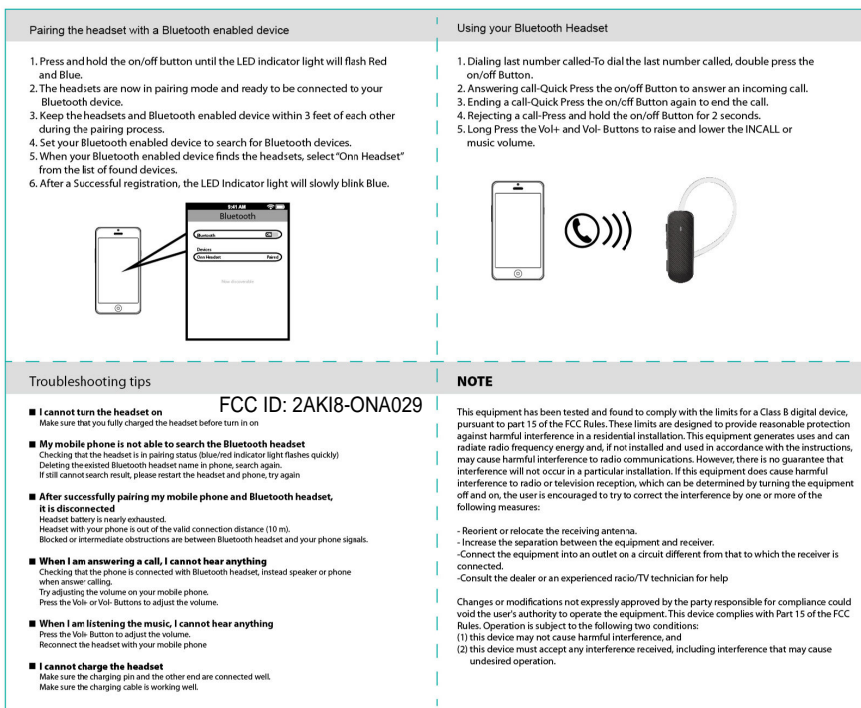 Pairing the headset with a Bluetooth enabled device
1. Press and hold the on/off button until the LED indicator light will flash Red
and Blue.
2. The headsets are now in pairing mode and ready to be connected to your
Bluetooth device.
3. Keep the headsets and Bluetooth enabled device within 3 feet of each other
during the pairing process.
4. Set your Bluetooth enabled device to search for Bluetooth devices.
5. When your Bluetooth enabled device finds the headsets, select "Onn Headset"
from the list of found devices.
6. After a Successful registration, the LED Indicator light will slowly blink Blue.
9:41 AM
Bluetooth
Bluetooth
Devices
Onn Headset Paired
Using your Bluetooth Headset
1. Dialing last number called-To dial the last number called, double press the
on/off Button.
2. Answering call-Quick Press the on/off Button to answer an incoming call.
3. Ending a call-Quick Press the on/off Button again to end the call.
4. Rejecting a call-Press and hold the on/off Button for 2 seconds.
5. Long Press the Vol+ and Vol- Buttons to raise and lower the INCALL or
music volume.
Troubleshooting tips
FCC ID: 2AKI8-ONA029
■ I cannot turn the headset on
Make sure that you fully charged the headset before turn in on
■ My mobile phone is not able to search the Bluetooth headset
Checking that the headset is in pairing status (blue/red indicator light flashes quickly)
Deleting the existed Bluetooth headset name in phone, search again.
If still cannot search result, please restart the headset and phone, try again
■ After successfully pairing my mobile phone and Bluetooth headset,
it is disconnected
Headset battery is nearly exhausted.
Headset with your phone is out of the valid connection distance (10 m).
Blocked or intermediate obstructions are between Bluetooth headset and your phone signals.
■ When I am answering a call, I cannot hear anything
Checking that the phone is connected with Bluetooth headset, instead speaker or phone
when answer calling.
Try adjusting the volume on your mobile phone.
Press the Vol+ or Vol- Buttons to adjust the volume.
■ When I am listening the music, I cannot hear anything
Press the Vol+ Button to adjust the volume.
Reconnect the headset with your mobile phone
■ I cannot charge the headset
Make sure the charging pin and the other end are connected well.
Make sure the charging cable is working well.
NOTE
This equipment has been tested and found to comply with the limits for a Class B digital device,
pursuant to part 15 of the FCC Rules. These limits are designed to provide reasonable protection
against harmful interference in a residential installation. This equipment generates uses and can
radiate radio frequency energy and, if not installed and used in accordance with the instructions,
may cause harmful interference to radio communications. However, there is no guarantee that
interference will not occur in a particular installation. If this equipment does cause harmful
interference to radio or television reception, which can be determined by turning the equipment
off and on, the user is encouraged to try to correct the interference by one or more of the
following measures:
- Reorient or relocate the receiving antenna.
- Increase the separation between the equipment and receiver.
-Connect the equipment into an outlet on a circuit different from that to which the receiver is
connected.
-Consult the dealer or an experienced racio/TV technician for help
Changes or modifications not expressly approved by the party responsible for compliance could
void the user's authority to operate the equipment. This device complies with Part 15 of the FCC
Rules. Operation is subject to the following two conditions:
(1) this device may not cause harmful interference, and
(2) this device must accept any interference received, including interference that may cause
undesired operation.